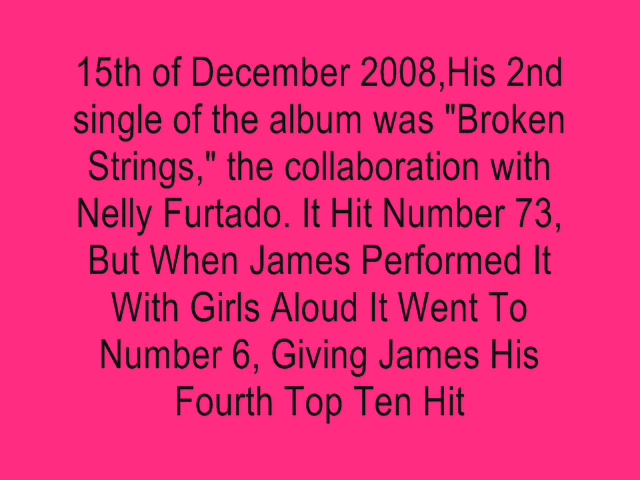 15th of December 2008,His 2nd
single of the album was "Broken
Strings," the collaboration with
Nelly Furtado. It Hit Number 73,
But When James Performed It
With Girls Aloud It Went To
Number 6, Giving James His
Fourth Top Ten Hit